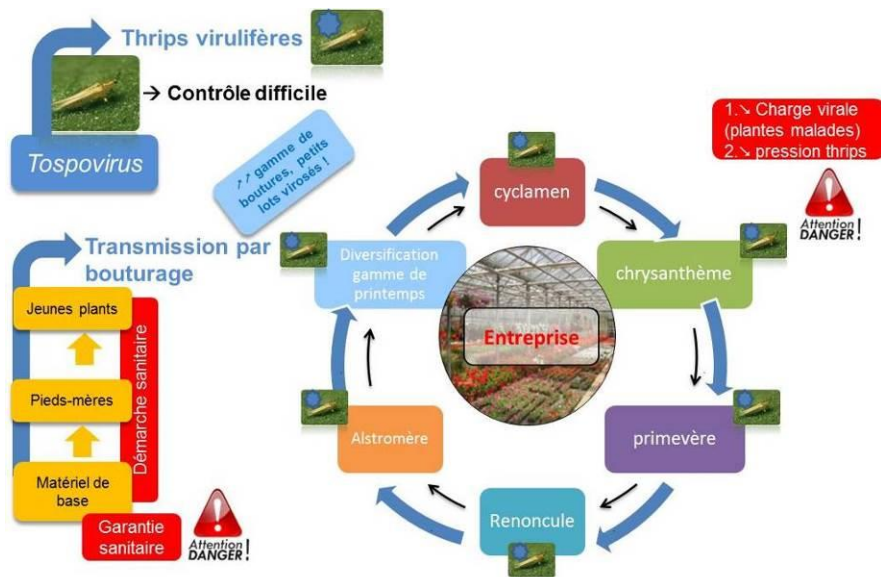 Thrips virulifères
→ Contrôle difficile
Tospovirus
↗↗ gamme de
boutures, petits
lots virosés !
1.↘ Charge virale
(plantes malades)
2.↘ pression thrips
Attention
DANGER !
cyclamen
chrysanthème
primevère
Renoncule
Alstromère
Diversification
gamme de
printemps
Entreprise
Transmission par
bouturage
Jeunes plants
Pieds-mères
Matériel de
base
Démarche sanitaire
Garantie
sanitaire
Attention
DANGER !